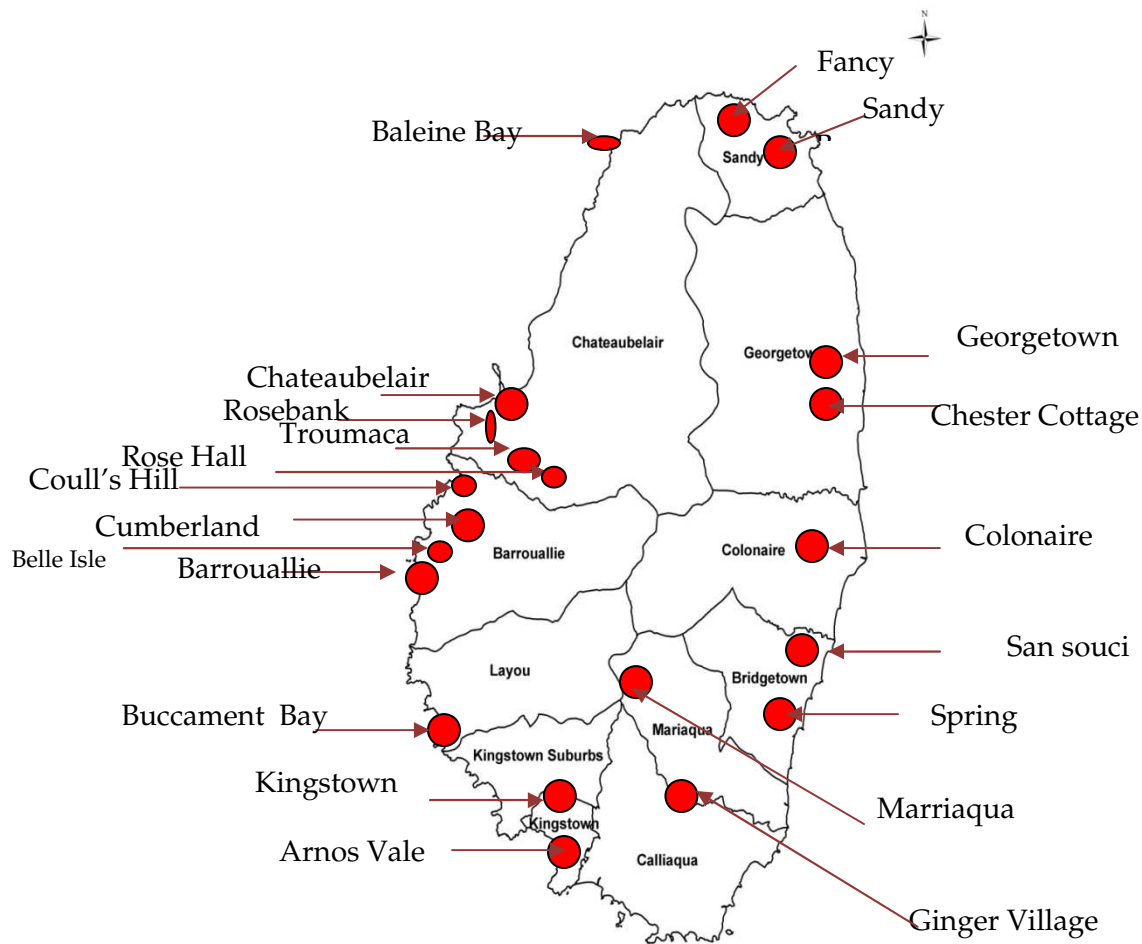 N
Fancy
Sandy
Baleine Bay
Sandy
Chateaubelair
Georgetown
Georgetown
Chateaubelair
Rosebank
Chester Cottage
Troumaca
Rose Hall
Coull's Hill
Cumberland
Colonaire
Belle Isle
Barrouallie
Barrouallie
Colonaire
San souci
Layou
Bridgetown
Buccament Bay
Spring
Mariaqua
Kingstown Suburbs
Kingstown
Marriaqua
Kingstown
Arnos Vale
Calliaqua
Ginger Village